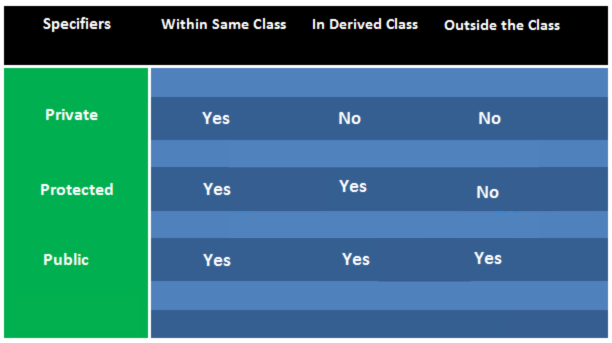 Specifiers Within Same Class In Derived Class Outside the Class
Private Yes No No
Protected Yes Yes No
Public Yes Yes Yes